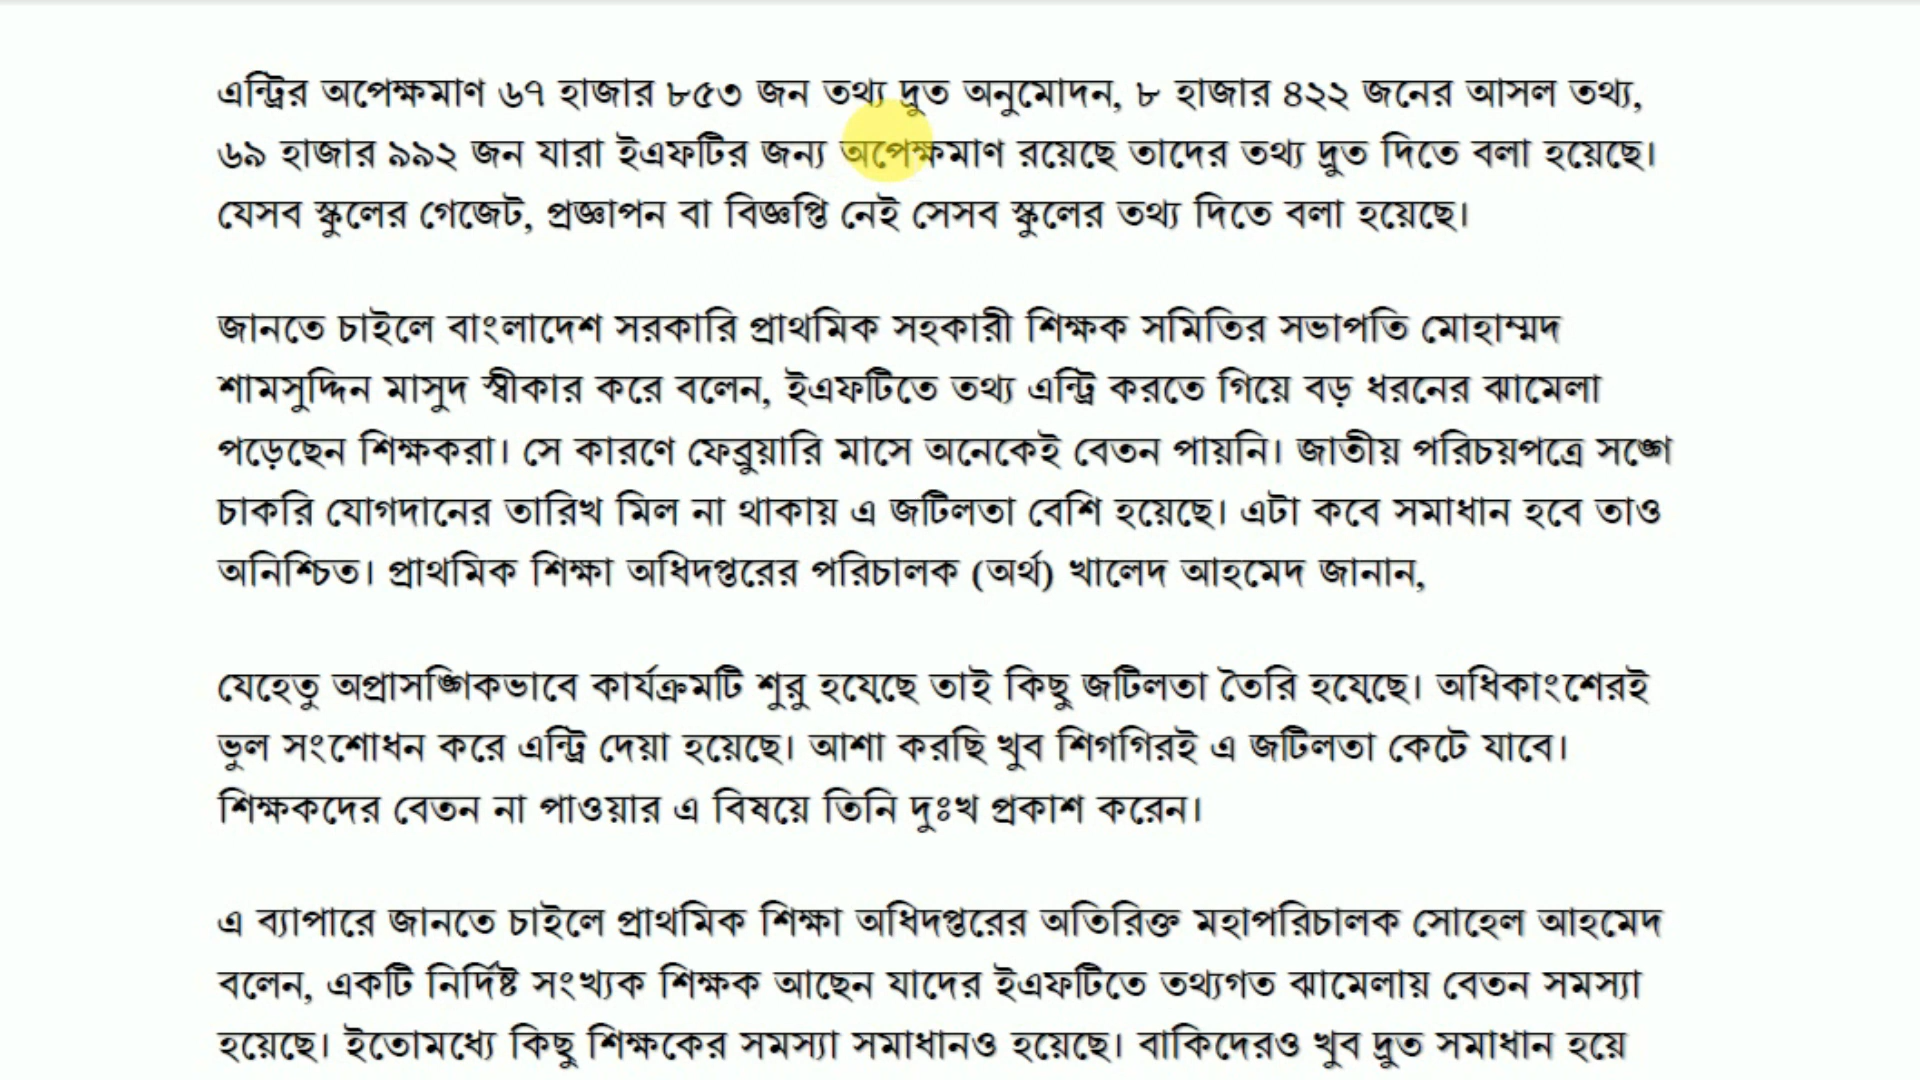 এন্ট্রির অপেক্ষমাণ ৬৭ হাজার ৮৫৩ জন তথ্য দ্রুত অনুমোদন, ৮ হাজার ৪২২ জনের আসল তথ্য,
৬৯ হাজার ৯৯২ জন যারা ইএফটির জন্য অপেক্ষমাণ রয়েছে তাদের তথ্য দ্রুত দিতে বলা হয়েছে।
যেসব স্কুলের গেজেট, প্রজ্ঞাপন বা বিজ্ঞপ্তি নেই সেসব স্কুলের তথ্য দিতে বলা হয়েছে।
জানতে চাইলে বাংলাদেশ সরকারি প্রাথমিক সহকারী শিক্ষক সমিতির সভাপতি মোহাম্মদ
শামসুদ্দিন মাসুদ স্বীকার করে বলেন, ইএফটিতে তথ্য এন্ট্রি করতে গিয়ে বড় ধরনের ঝামেলা
পড়েছেন শিক্ষকরা। সে কারণে ফেব্রুয়ারি মাসে অনেকেই বেতন পায়নি। জাতীয় পরিচয়পত্রে সঙ্গে
চাকরি যোগদানের তারিখ মিল না থাকায় এ জটিলতা বেশি হয়েছে। এটা কবে সমাধান হবে তাও
অনিশ্চিত। প্রাথমিক শিক্ষা অধিদপ্তরের পরিচালক (অর্থ) খালেদ আহমেদ জানান,
যেহেতু অপ্রাসঙ্গিকভাবে কার্যক্রমটি শুরু হয়েছে তাই কিছু জটিলতা তৈরি হয়েছে। অধিকাংশেরই
ভুল সংশোধন করে এন্ট্রি দেয়া হয়েছে। আশা করছি খুব শিগগিরই এ জটিলতা কেটে যাবে।
শিক্ষকদের বেতন না পাওয়ার এ বিষয়ে তিনি দুঃখ প্রকাশ করেন।
এ ব্যাপারে জানতে চাইলে প্রাথমিক শিক্ষা অধিদপ্তরের অতিরিক্ত মহাপরিচালক সোহেল আহমেদ
বলেন, একটি নির্দিষ্ট সংখ্যক শিক্ষক আছেন যাদের ইএফটিতে তথ্যগত ঝামেলায় বেতন সমস্যা
হয়েছে। ইতোমধ্যে কিছু শিক্ষকের সমস্যা সমাধানও হয়েছে। বাকিদেরও খুব দ্রুত সমাধান হয়ে